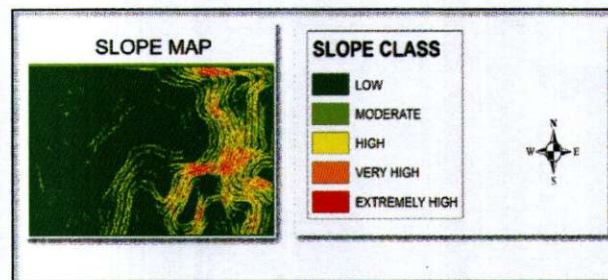 SLOPE MAP
SLOPE CLASS
LOW
MODERATE
HIGH
VERY HIGH
EXTREMELY HIGH
N
W E
S